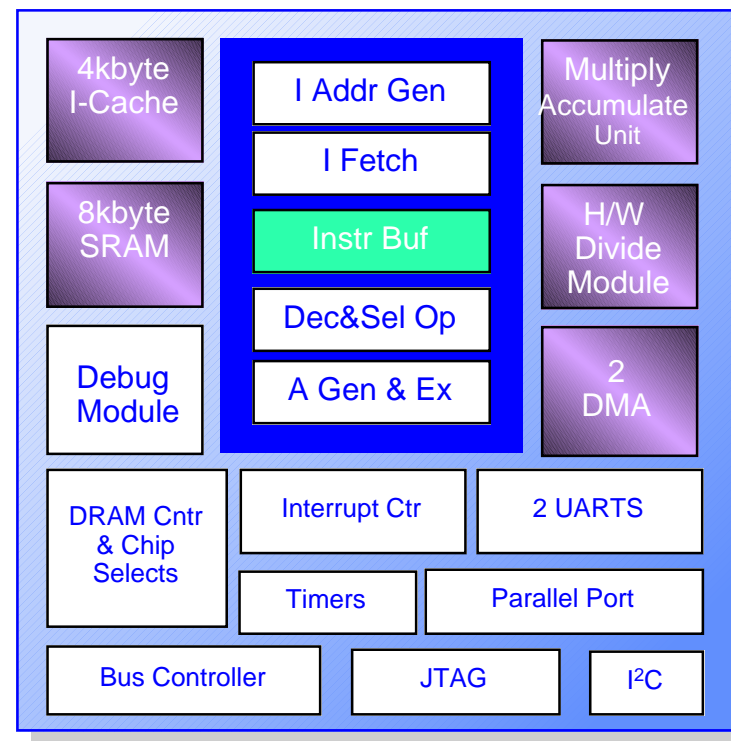 4kbyte
I-Cache
I Addr Gen
Multiply
Accumulate
Unit
I Fetch
8kbyte
SRAM
Instr Buf
H/W
Divide
Module
Dec&Sel Op
Debug
Module
A Gen & Ex
2
DMA
DRAM Cntr
& Chip
Selects
Interrupt Ctr
2 UARTS
Timers
Parallel Port
Bus Controller
JTAG
I²C